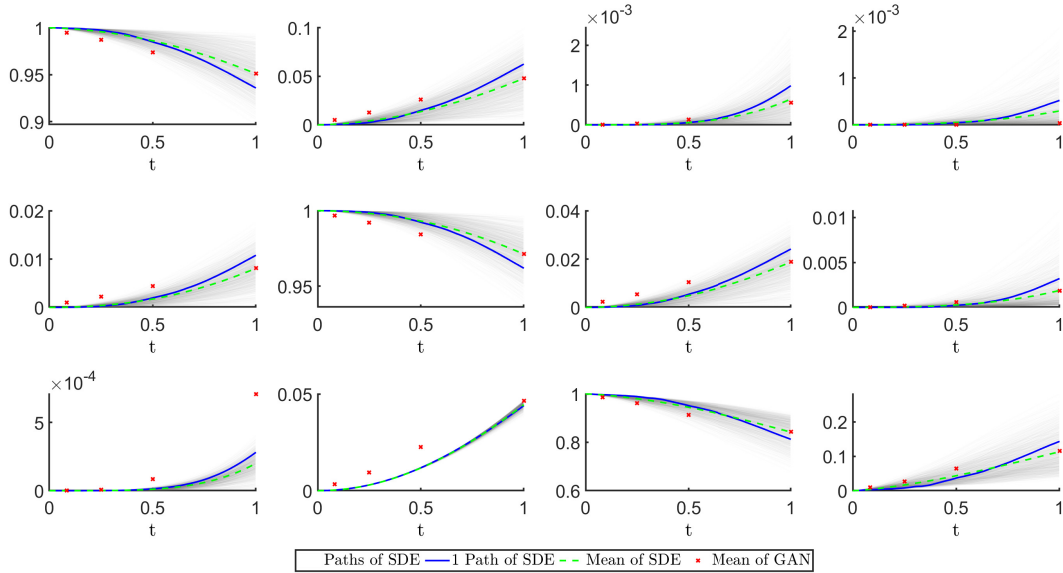 ×10⁻³ ×10⁻³
1 0.1 2 2
0.95 0.05 1 1
0.9 0 0 0
0 0.5 1 0 0.5 1 0 0.5 1 0 0.5 1
t t t t
0.02 1 0.04 0.01
0.01 0.95 0.02 0.005
0 0 0
0 0.5 1 0 0.5 1 0 0.5 1 0 0.5 1
t t t t
×10⁻⁴
0.05 1
5 0.8 0.2
0.1
0 0 0.6 0
0 0.5 1 0 0.5 1 0 0.5 1 0 0.5 1
t t t t
Paths of SDE 1 Path of SDE Mean of SDE Mean of GAN